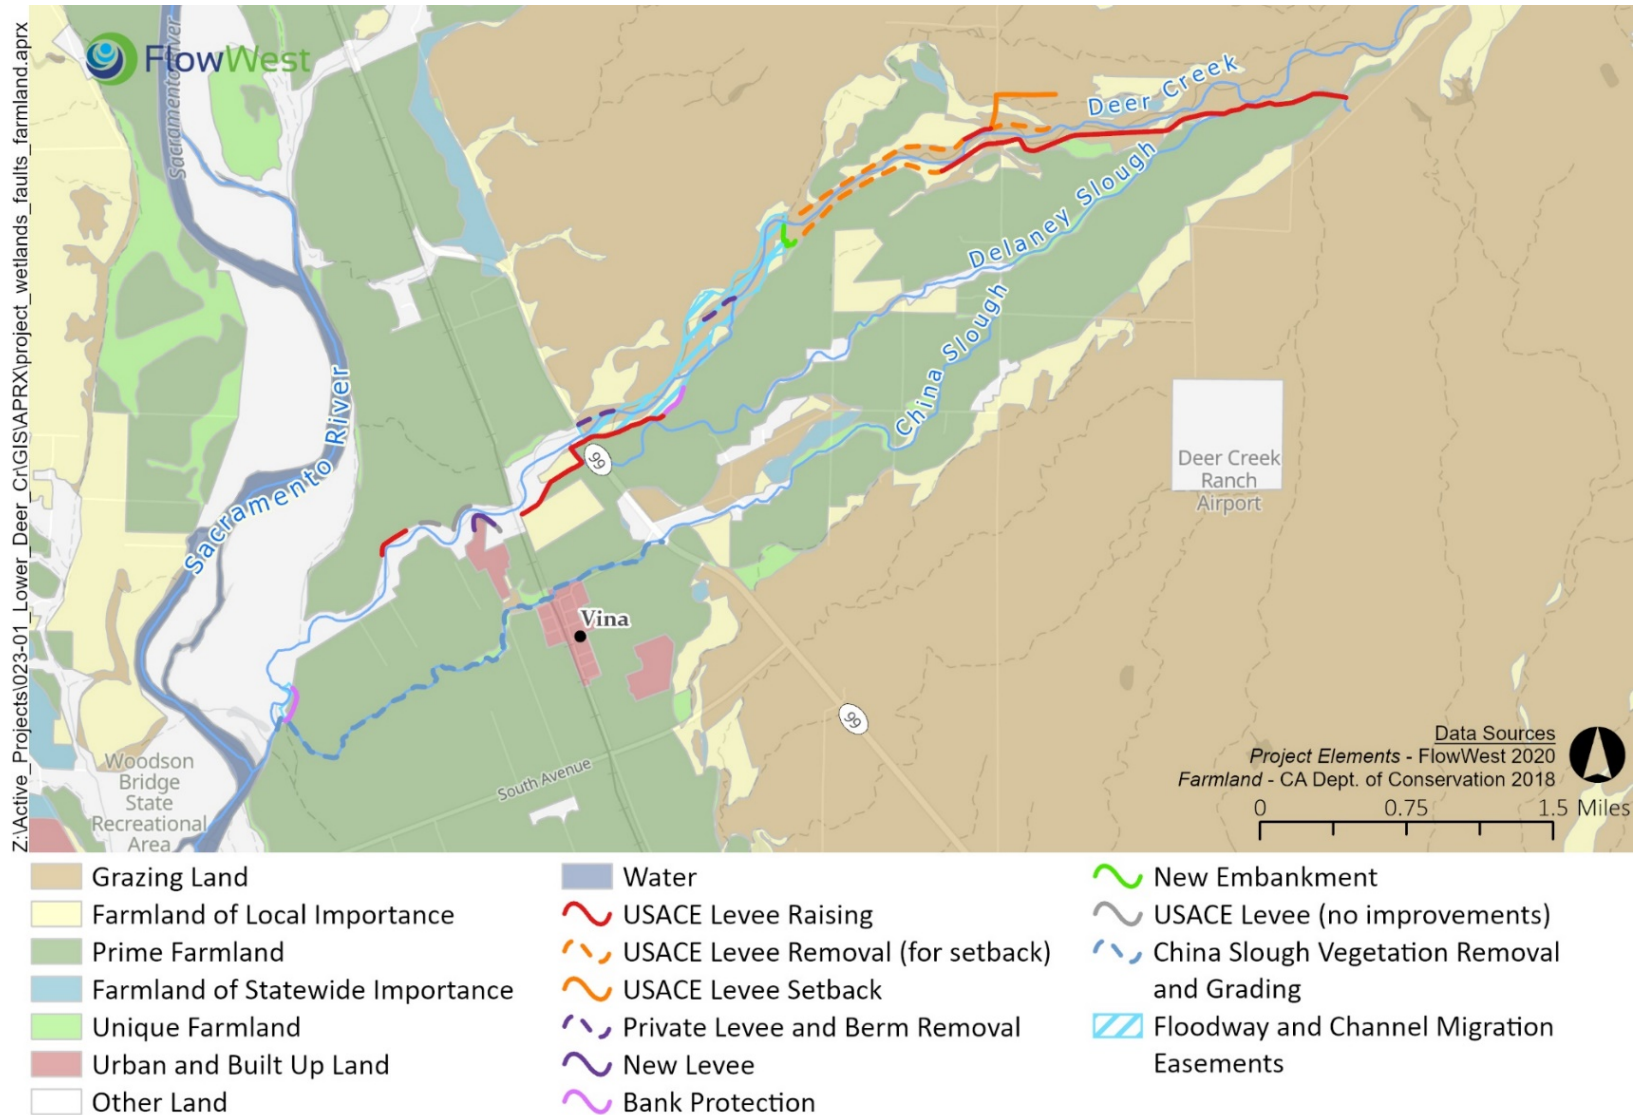 Z:\Active_Projects\023-01_Lower_Deer_Cr\GIS\APRX\project_wetlands_faults_farmland.aprx
FlowWest
Sacramento River
Deer Creek
Delaney Slough
China Slough
Sacramento River
99
Deer Creek
Ranch
Airport
Vina
99
South Avenue
Woodson
Bridge
State
Recreational
Area
Data Sources
Project Elements - FlowWest 2020
Farmland - CA Dept. of Conservation 2018
0 0.75 1.5 Miles
Grazing Land
Farmland of Local Importance
Prime Farmland
Farmland of Statewide Importance
Unique Farmland
Urban and Built Up Land
Other Land
Water
USACE Levee Raising
USACE Levee Removal (for setback)
USACE Levee Setback
Private Levee and Berm Removal
New Levee
Bank Protection
New Embankment
USACE Levee (no improvements)
China Slough Vegetation Removal
and Grading
Floodway and Channel Migration
Easements